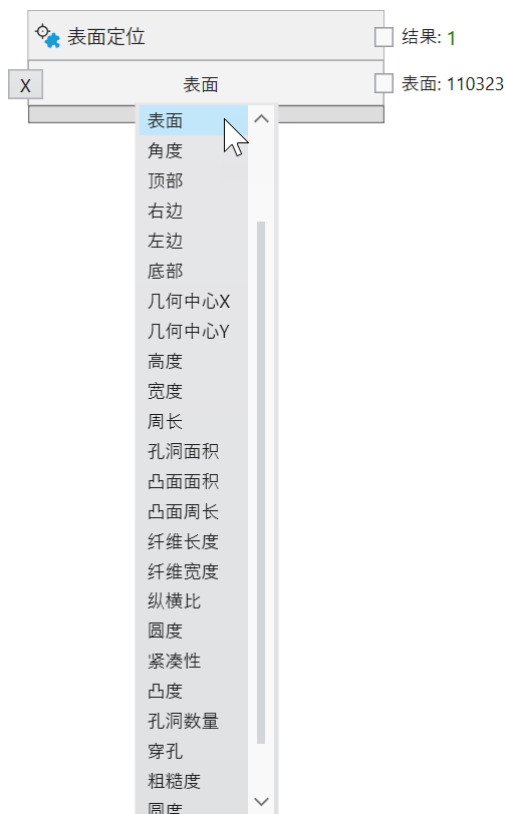 表面定位
结果: 1
X
表面
表面: 110323
表面
角度
顶部
右边
左边
底部
几何中心X
几何中心Y
高度
宽度
周长
孔洞面积
凸面面积
凸面周长
纤维长度
纤维宽度
纵横比
圆度
紧凑性
凸度
孔洞数量
穿孔
粗糙度
圆度